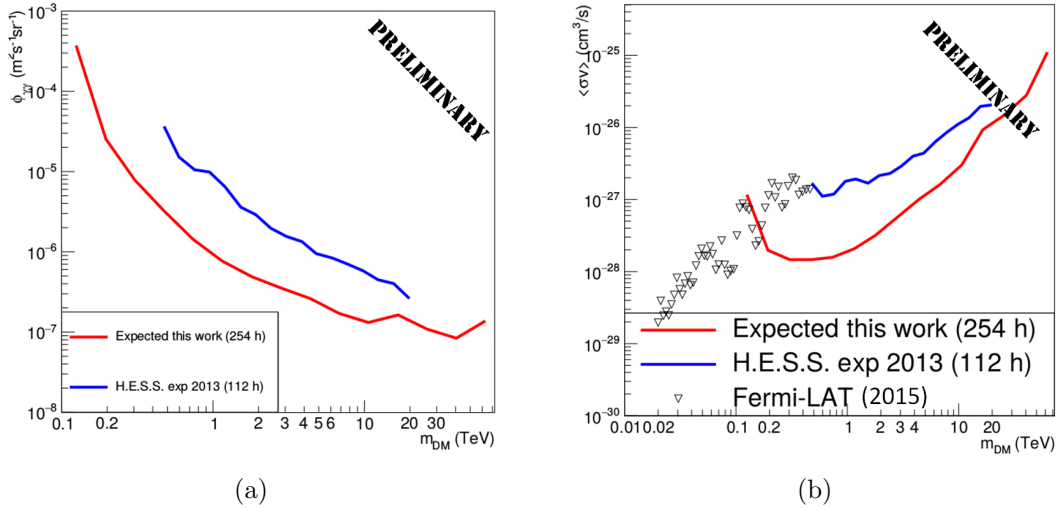 ϕγγ (m⁻²s⁻¹sr⁻¹)
10⁻³
10⁻⁴
10⁻⁵
10⁻⁶
10⁻⁷
10⁻⁸
PRELIMINARY
Expected this work (254 h)
H.E.S.S. exp 2013 (112 h)
0.1 0.2 1 2 3 4 5 6 10 20 30
m_DM (TeV)
(a)
<σv> (cm³/s)
10⁻²⁵
10⁻²⁶
10⁻²⁷
10⁻²⁸
10⁻²⁹
10⁻³⁰
PRELIMINARY
Expected this work (254 h)
H.E.S.S. exp 2013 (112 h)
Fermi-LAT (2015)
0.01 0.02 0.1 0.2 1 2 3 4 10 20
m_DM (TeV)
(b)